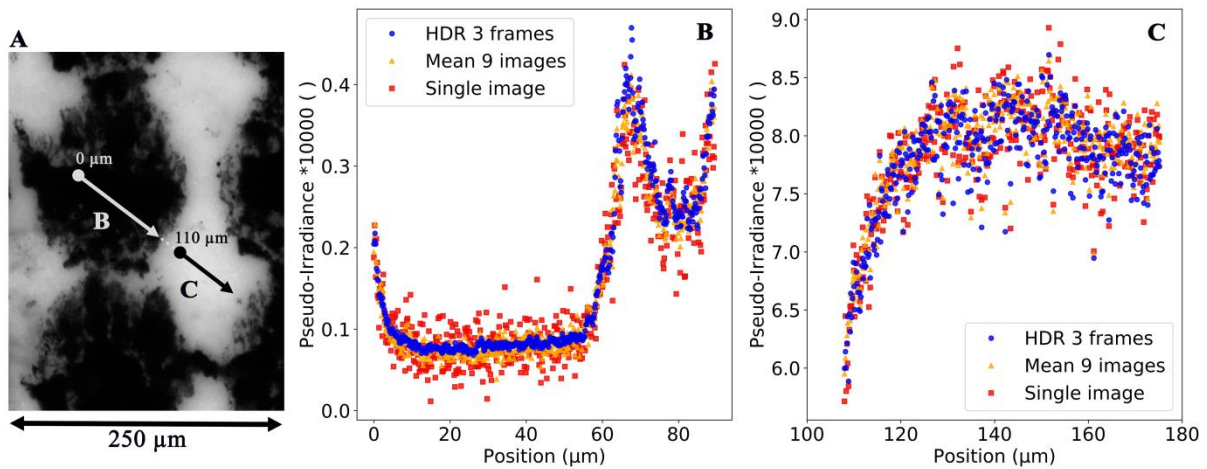 A
0 µm
B
110 µm
C
250 µm
B
HDR 3 frames
Mean 9 images
Single image
Pseudo-Irradiance *10000 ( )
0.4
0.3
0.2
0.1
0.0
0 20 40 60 80
Position (µm)
C
9.0
8.5
8.0
7.5
7.0
6.5
6.0
Pseudo-Irradiance *10000 ( )
HDR 3 frames
Mean 9 images
Single image
100 120 140 160 180
Position (µm)